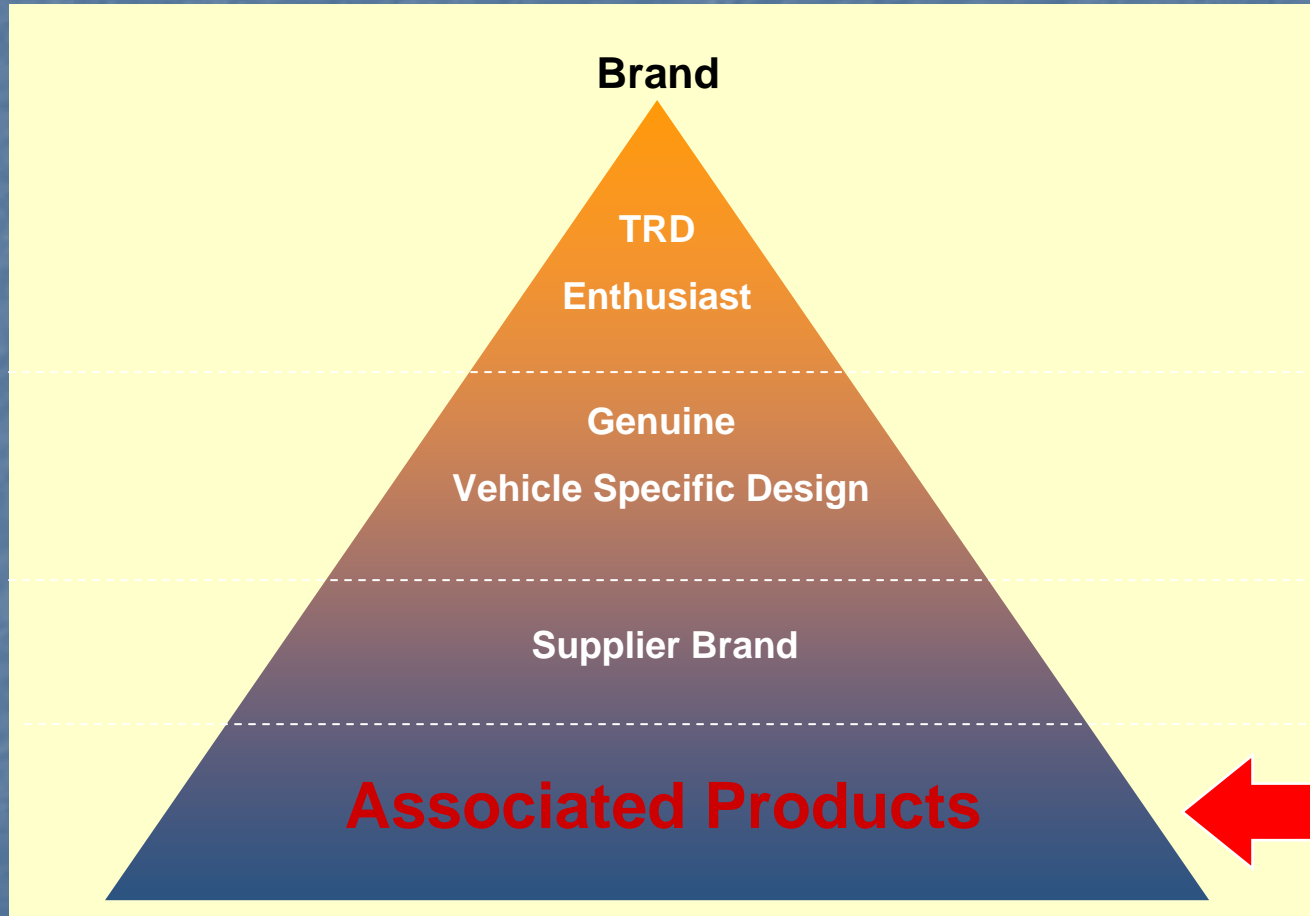 Brand
TRD
Enthusiast
Genuine
Vehicle Specific Design
Supplier Brand
Associated Products